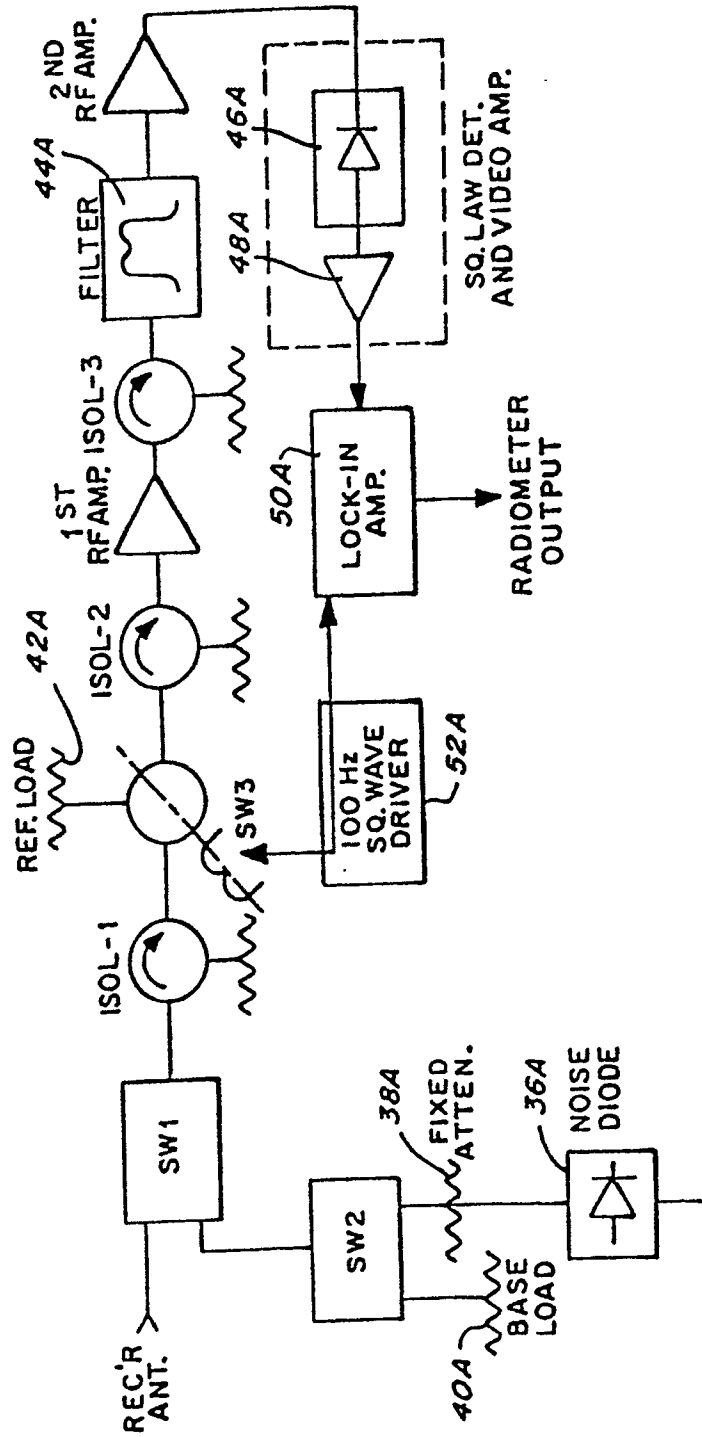 REC'R
ANT.
SW1
ISOL-1
REF. LOAD
42A
SW3
ISOL-2
1ST
RF AMP.
ISOL-3
FILTER
44A
2ND
RF AMP.
SW2
40A
BASE
LOAD
38A
FIXED
ATTEN.
36A
NOISE
DIODE
100 Hz
SQ. WAVE
DRIVER
52A
50A
LOCK-IN
AMP.
RADIOMETER
OUTPUT
48A
46A
SQ. LAW DET.
AND VIDEO AMP.